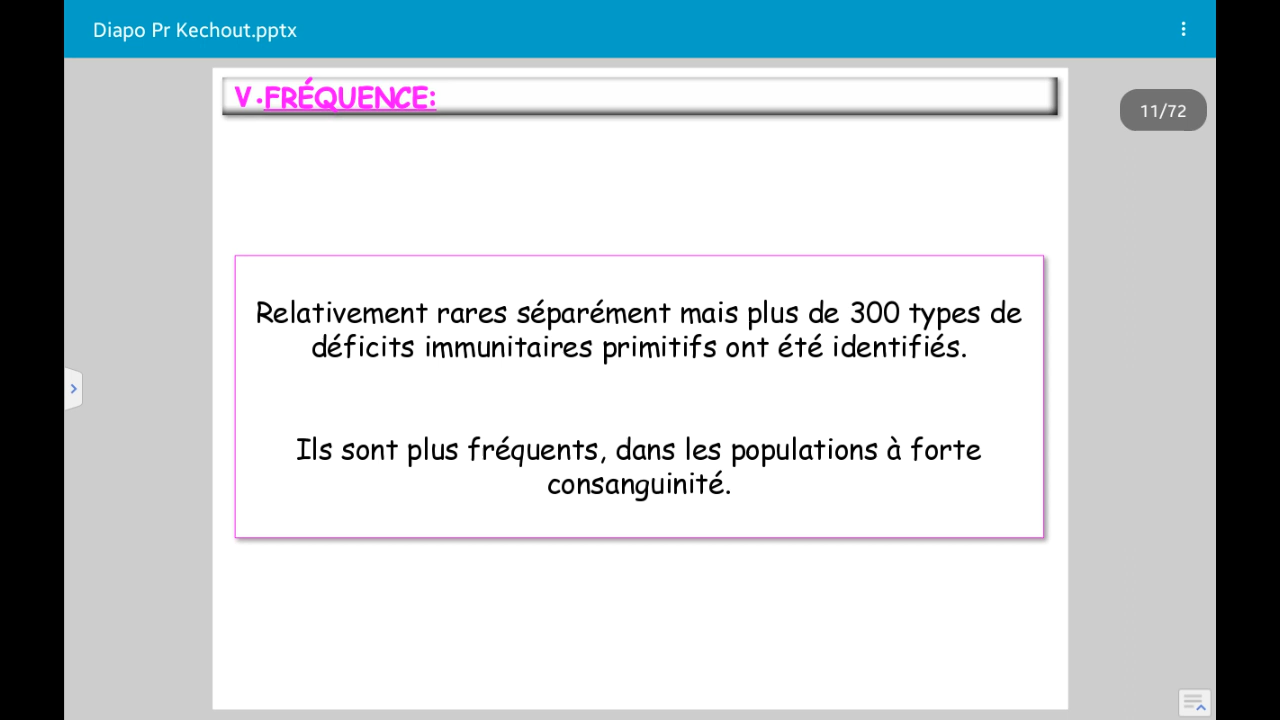 Diapo Pr Kechout.pptx
V.FRÉQUENCE:
11/72
Relativement rares séparément mais plus de 300 types de
déficits immunitaires primitifs ont été identifiés.
Ils sont plus fréquents, dans les populations à forte
consanguinité.